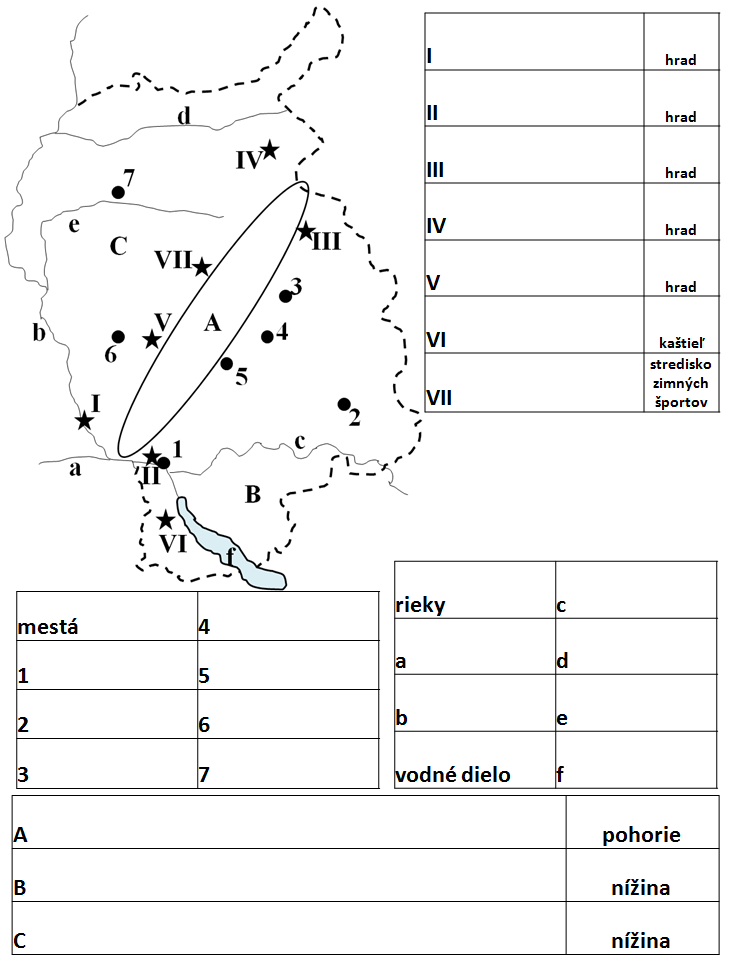 d
IV
7
e
C
III
VII
3
V
A
4
b
6
5
I
2
1
c
a
II
B
VI
f
I hrad
II hrad
III hrad
IV hrad
V hrad
VI kaštieľ
VII stredisko
zimných
športov
mestá 4
1 5
2 6
3 7
rieky c
a d
b e
vodné dielo f
A pohorie
B nížina
C nížina